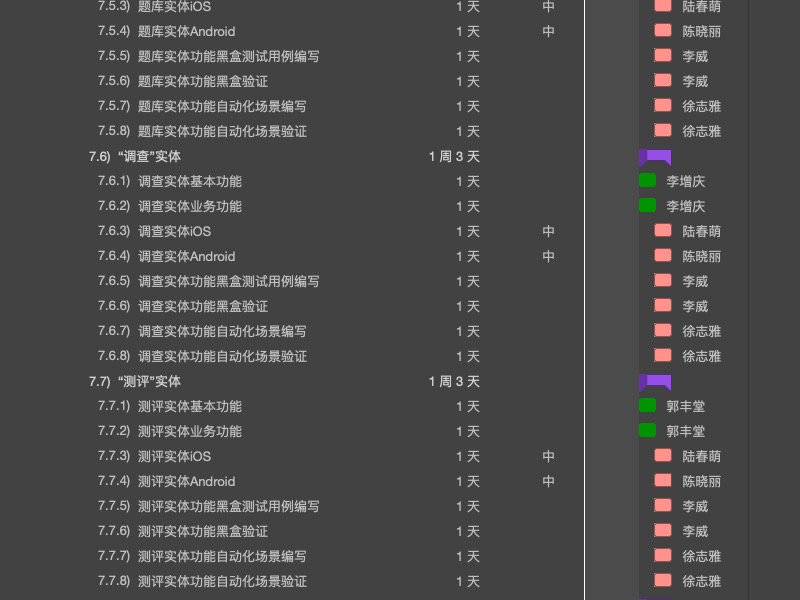 7.5.3) 题库实体iOS 1 天 中 陆春萌
7.5.4) 题库实体Android 1 天 中 陈晓丽
7.5.5) 题库实体功能黑盒测试用例编写 1 天 李威
7.5.6) 题库实体功能黑盒验证 1 天 李威
7.5.7) 题库实体功能自动化场景编写 1 天 徐志雅
7.5.8) 题库实体功能自动化场景验证 1 天 徐志雅
7.6) “调查”实体 1 周 3 天
7.6.1) 调查实体基本功能 1 天 李增庆
7.6.2) 调查实体业务功能 1 天 李增庆
7.6.3) 调查实体iOS 1 天 中 陆春萌
7.6.4) 调查实体Android 1 天 中 陈晓丽
7.6.5) 调查实体功能黑盒测试用例编写 1 天 李威
7.6.6) 调查实体功能黑盒验证 1 天 李威
7.6.7) 调查实体功能自动化场景编写 1 天 徐志雅
7.6.8) 调查实体功能自动化场景验证 1 天 徐志雅
7.7) “测评”实体 1 周 3 天
7.7.1) 测评实体基本功能 1 天 郭丰堂
7.7.2) 测评实体业务功能 1 天 郭丰堂
7.7.3) 测评实体iOS 1 天 中 陆春萌
7.7.4) 测评实体Android 1 天 中 陈晓丽
7.7.5) 测评实体功能黑盒测试用例编写 1 天 李威
7.7.6) 测评实体功能黑盒验证 1 天 李威
7.7.7) 测评实体功能自动化场景编写 1 天 徐志雅
7.7.8) 测评实体功能自动化场景验证 1 天 徐志雅